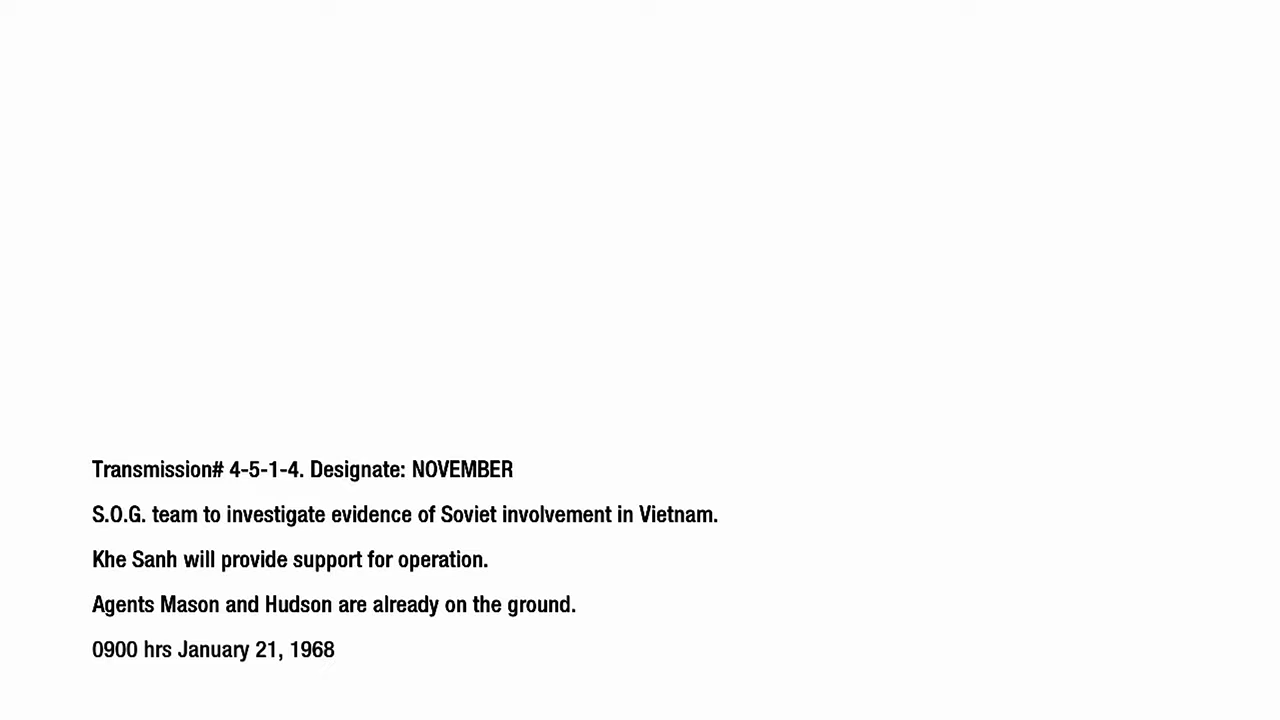 Transmission# 4-5-1-4. Designate: NOVEMBER
S.O.G. team to investigate evidence of Soviet involvement in Vietnam.
Khe Sanh will provide support for operation.
Agents Mason and Hudson are already on the ground.
0900 hrs January 21, 1968